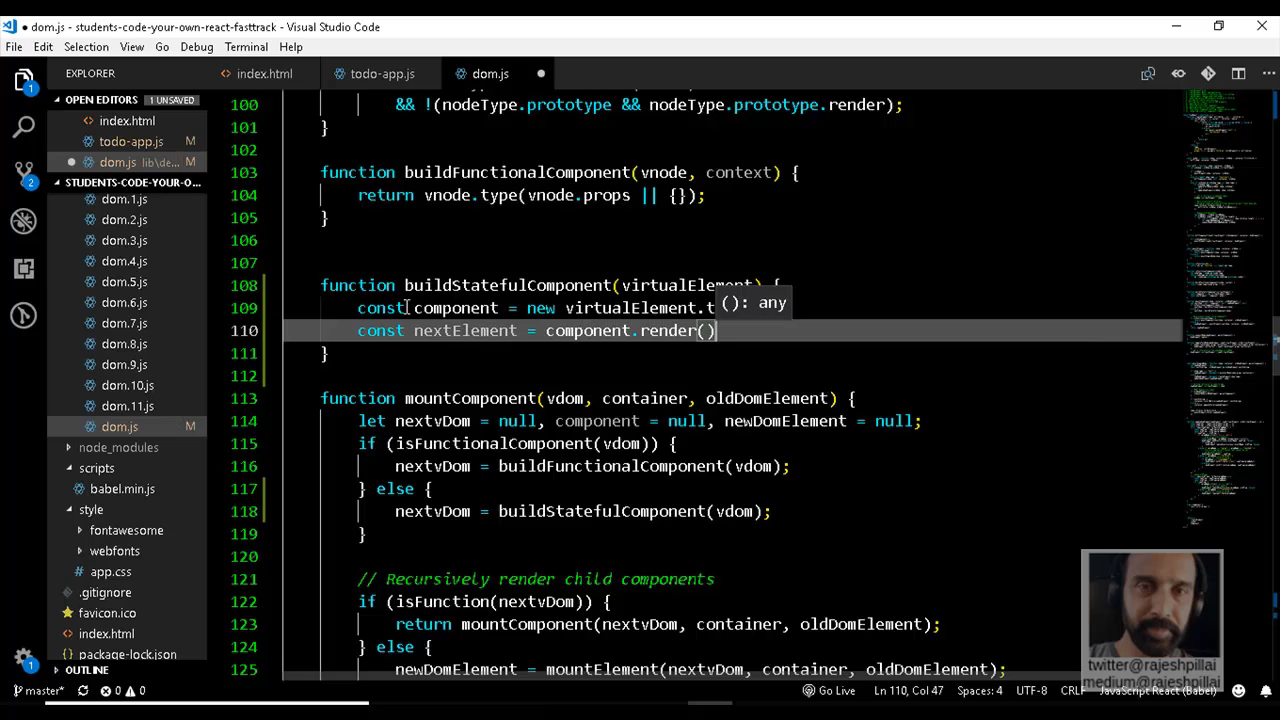 dom.js - students-code-your-own-react-fasttrack - Visual Studio Code
File Edit Selection View Go Debug Terminal Help
EXPLORER
index.html
todo-app.js
dom.js
OPEN EDITORS 1 UNSAVED
index.html
todo-app.js M
dom.js lib\de... M
STUDENTS-CODE-YOUR-O...
dom.1.js
dom.2.js
dom.3.js
dom.4.js
dom.5.js
dom.6.js
dom.7.js
dom.8.js
dom.9.js
dom.10.js
dom.11.js
dom.js M
node_modules
scripts
babel.min.js
style
fontawesome
webfonts
app.css
.gitignore
favicon.ico
index.html
package-lock.json
OUTLINE
1
2
1
100 && !(nodeType.prototype && nodeType.prototype.render);
101 }
102
103 function buildFunctionalComponent(vnode, context) {
104 return vnode.type(vnode.props || {});
105 }
106
107
108 function buildStatefulComponent(virtualElement) {
109 const component = new virtualElement.t
(): any
110 const nextElement = component.render()
111 }
112
113 function mountComponent(vdom, container, oldDomElement) {
114 let nextvDom = null, component = null, newDomElement = null;
115 if (isFunctionalComponent(vdom)) {
116 nextvDom = buildFunctionalComponent(vdom);
117 } else {
118 nextvDom = buildStatefulComponent(vdom);
119 }
120
121 // Recursively render child components
122 if (isFunction(nextvDom)) {
123 return mountComponent(nextvDom, container, oldDomElement);
124 } else {
125 newDomElement = mountElement(nextvDom, container, oldDomElement);
twitter@rajeshpillai
medium@rajeshpillai
master* 0 0 Go Live Ln 110, Col 47 Spaces: 4 UTF-8 CRLF JavaScript React (Babel)